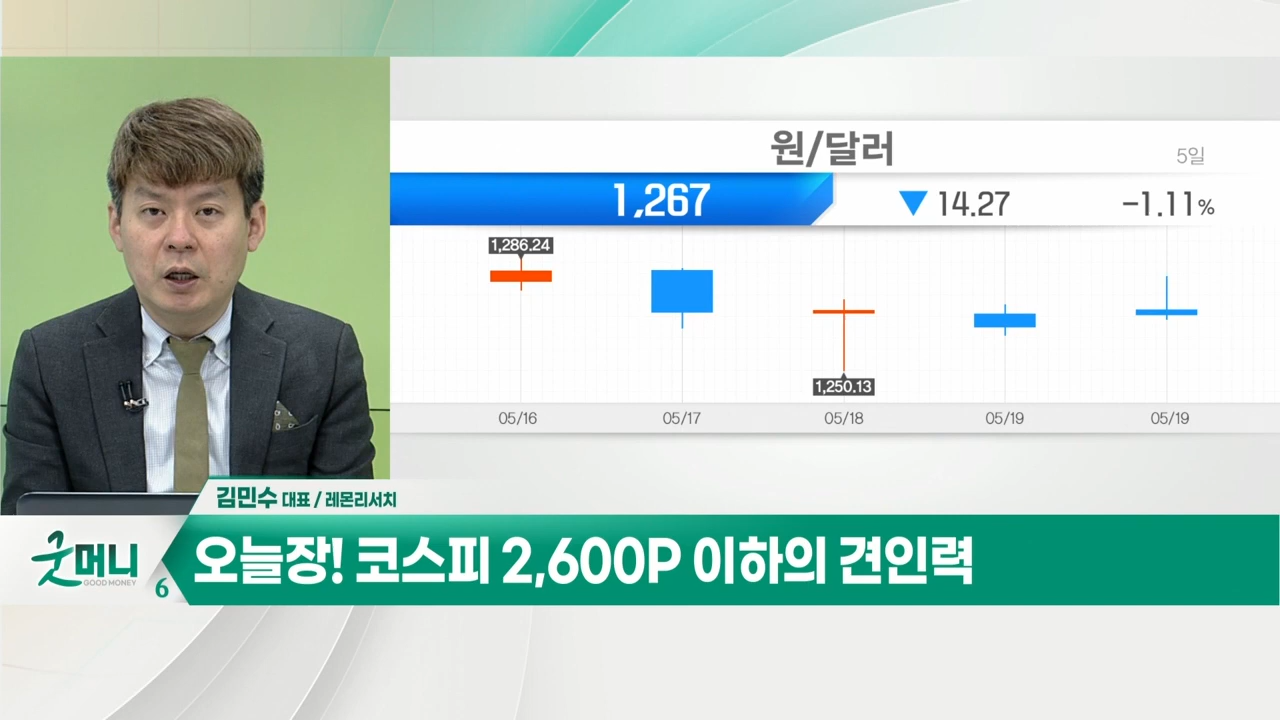 원/달러
5일
1,267 ▼ 14.27 -1.11%
1,286.24
1,250.13
05/16 05/17 05/18 05/19 05/19
김민수 대표 / 레몬리서치
굿머니
GOOD MONEY
6
오늘장! 코스피 2,600P 이하의 견인력